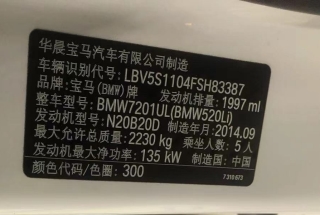 华晨宝马汽车有限公司制造
车辆识别代号: LBV5S1104FSH83387
品牌: 宝马(BMW)牌 发动机排量: 1997 ml
型号: BMW7201UL(BMW520Li)
发动机型号: N20B20D 制造年月: 2014.09
最大允许总质量: 2230 kg 乘坐人数: 5 人
发动机最大净功率: 135 kW 制造国: 中国
颜色代码/色圈: 300
7 310 673